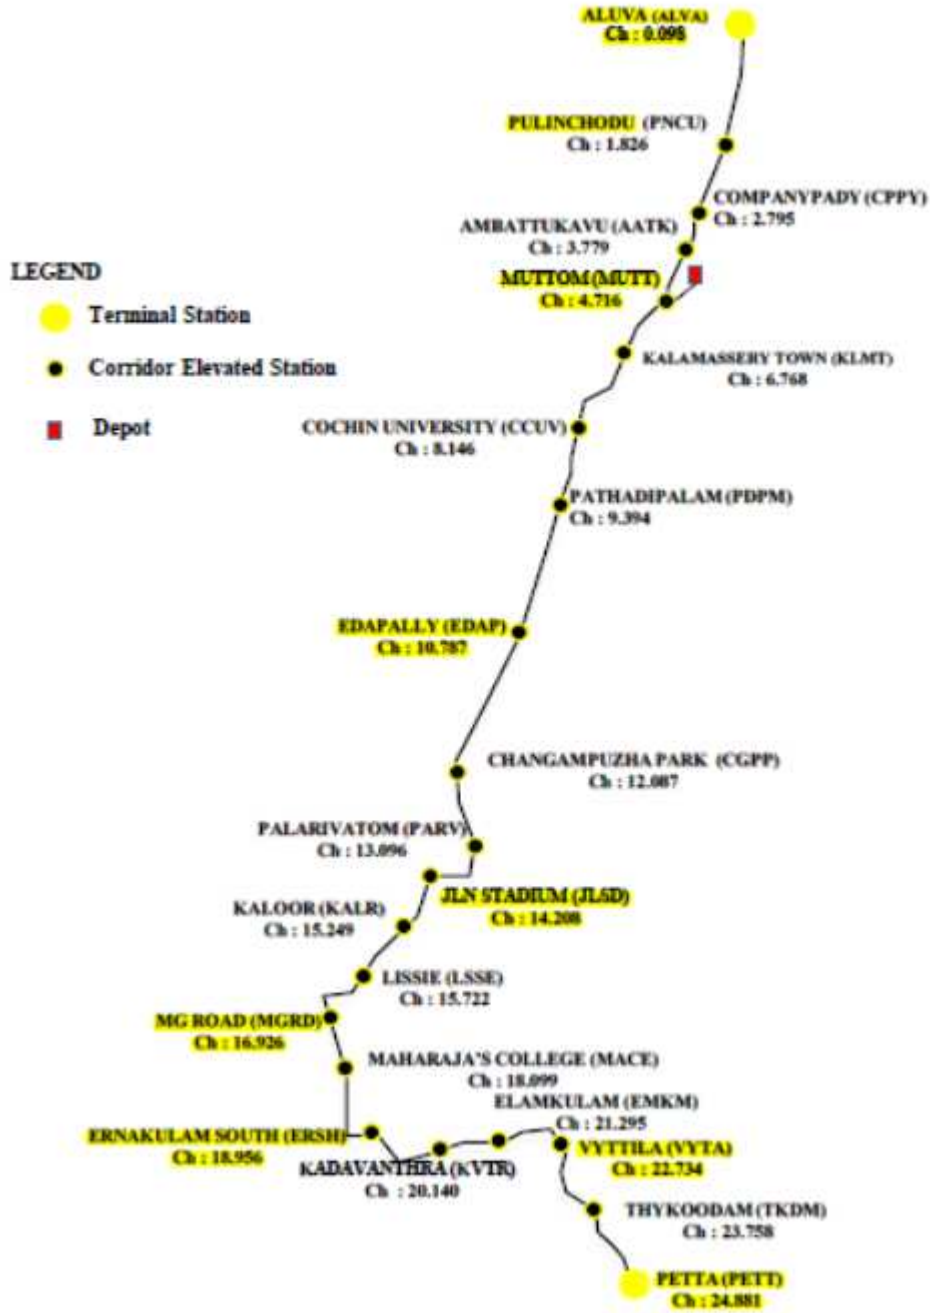 ALUVA (ALVA)
Ch : 0.098
PULINCHODU (PNCU)
Ch : 1.826
COMPANYPADY (CPPY)
Ch : 2.795
AMBATTUKAVU (AATK)
Ch : 3.779
LEGEND
MUTTOM (MUTT)
Ch : 4.716
Terminal Station
KALAMASSERY TOWN (KLMT)
Ch : 6.768
Corridor Elevated Station
Depot
COCHIN UNIVERSITY (CCUV)
Ch : 8.146
PATHADIPALAM (PDPM)
Ch : 9.394
EDAPALLY (EDAP)
Ch : 10.787
CHANGAMPUZHA PARK (CGPP)
Ch : 12.087
PALARIVATOM (PARV)
Ch : 13.096
JLN STADIUM (JLSD)
Ch : 14.208
KALOOR (KALR)
Ch : 15.249
LISSIE (LSSE)
Ch : 15.722
MG ROAD (MGRD)
Ch : 16.926
MAHARAJA'S COLLEGE (MACE)
Ch : 18.099
ELAMKULAM (EMKM)
Ch : 21.295
ERNAKULAM SOUTH (ERSH)
Ch : 18.956
VYTTILA (VYTA)
Ch : 22.734
KADAVANTHRA (KVTR)
Ch : 20.140
THYKOODAM (TKDM)
Ch : 23.758
PETTA (PETT)
Ch : 24.881